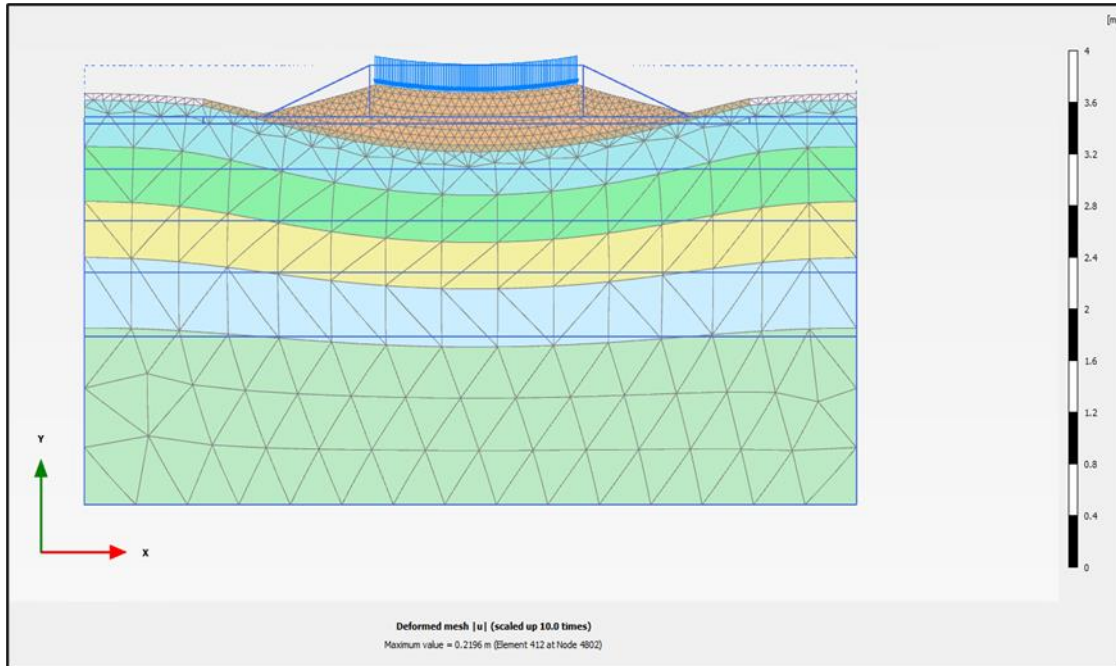 [m
4
3.6
3.2
2.8
2.4
2
1.6
1.2
0.8
0.4
0
Y
X
Deformed mesh |u| (scaled up 10.0 times)
Maximum value = 0.2196 m (Element 412 at Node 4802)